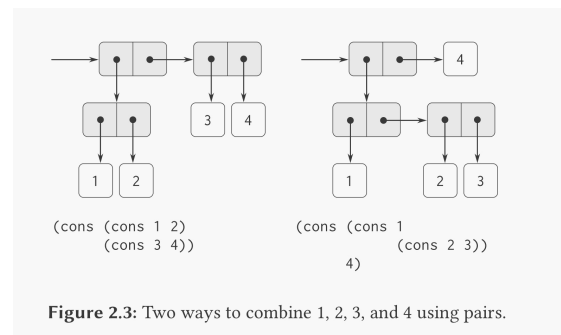 4
3 4
1 2 1 2 3
(cons (cons 1 2)
(cons 3 4))
(cons (cons 1
(cons 2 3))
4)
Figure 2.3: Two ways to combine 1, 2, 3, and 4 using pairs.